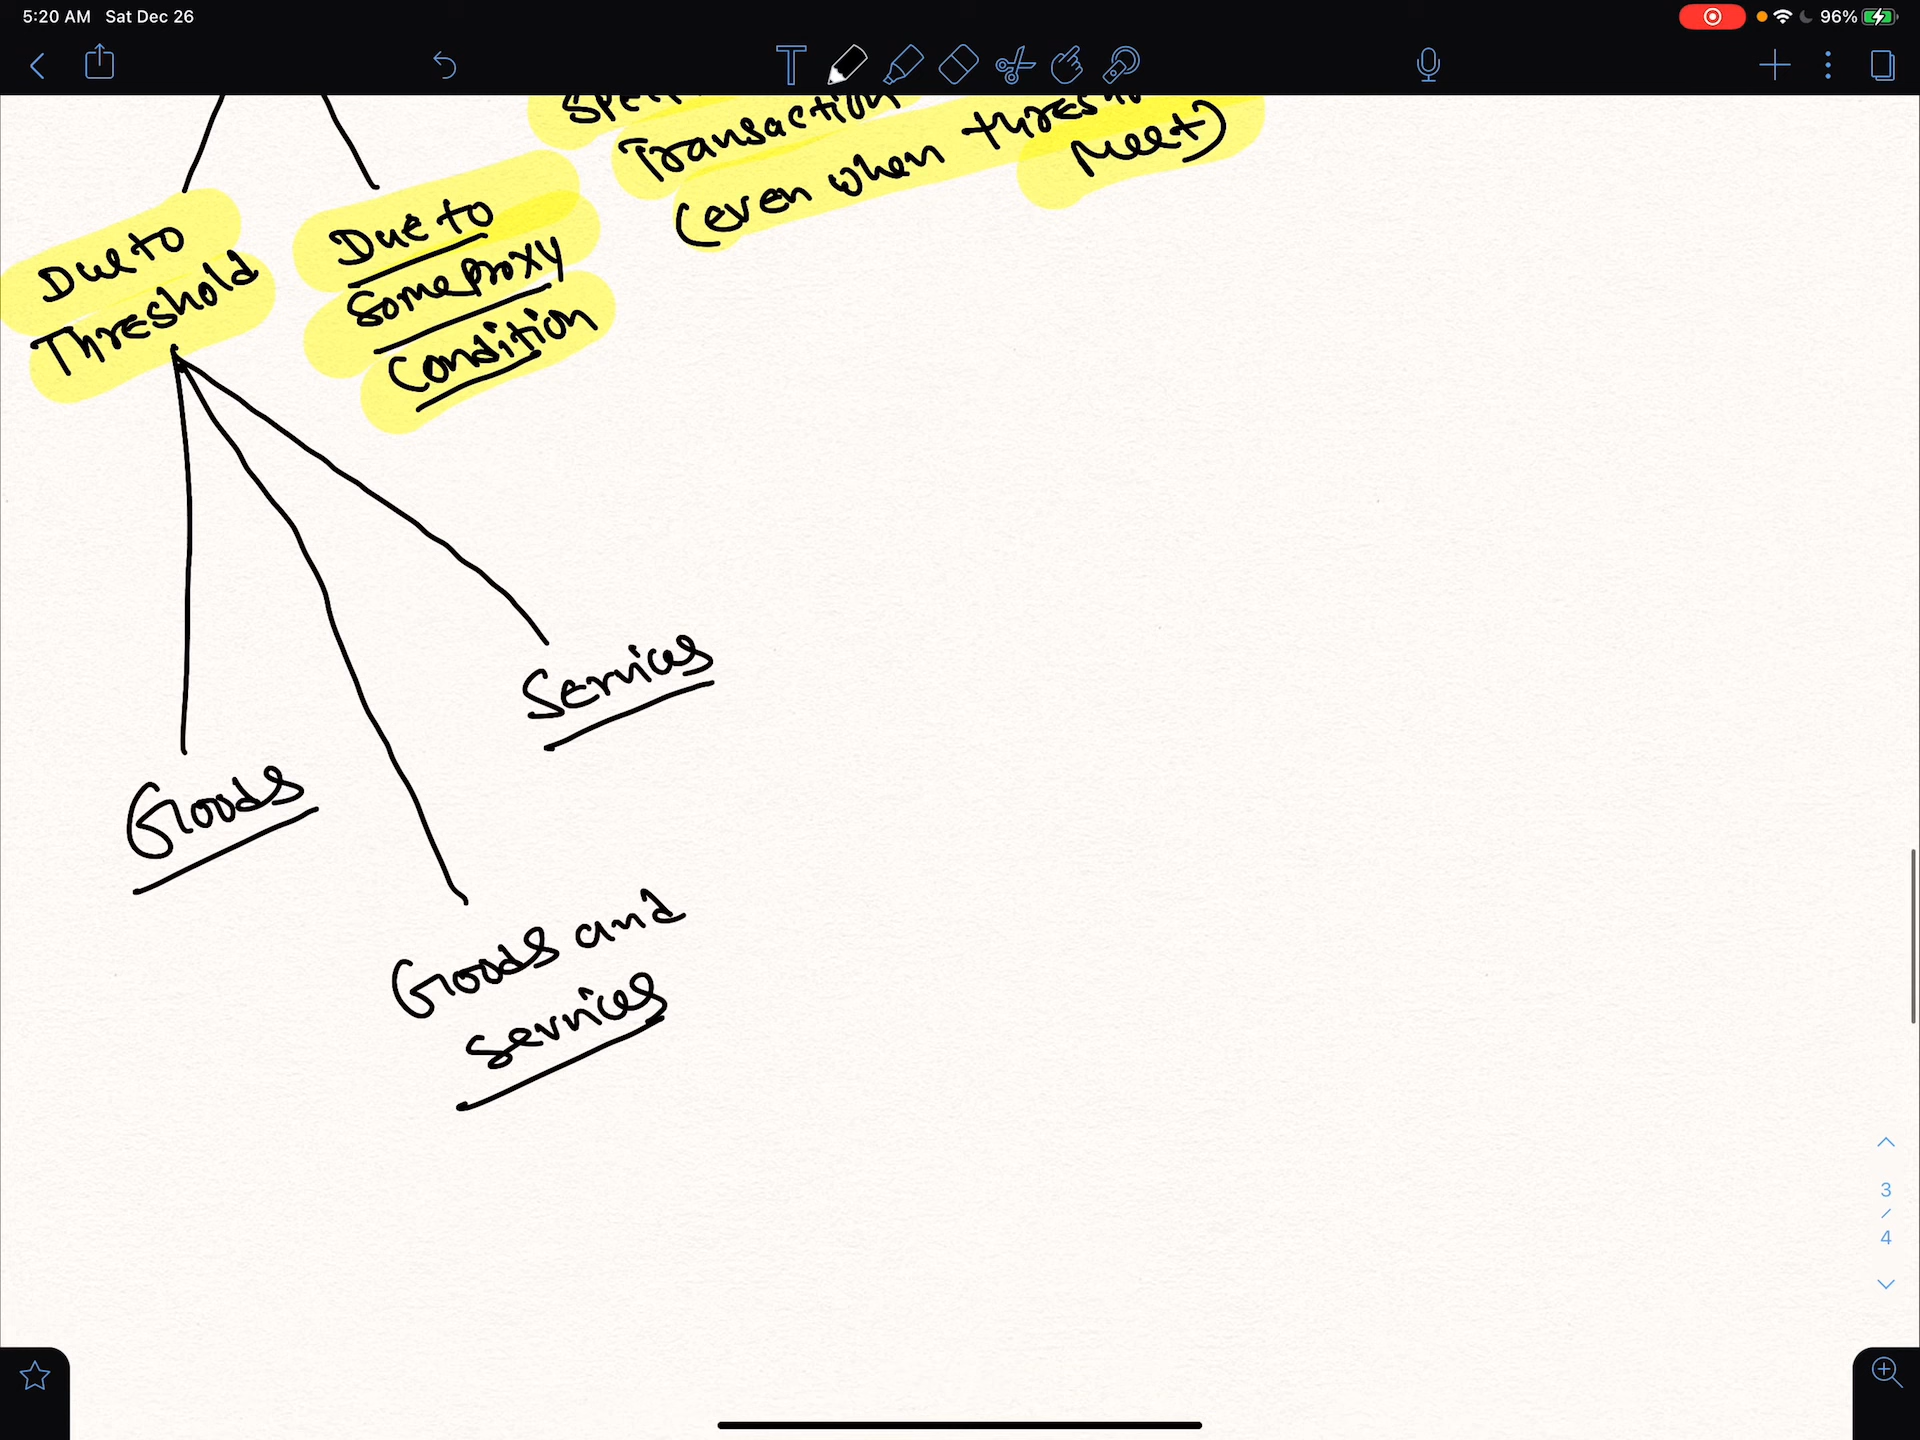 5:20 AM Sat Dec 26
96%
Transaction
(even when
Meet)
Due to
Threshold
Due to
Some Proxy
Condition
Services
Goods
Goods and
services
3
/
4